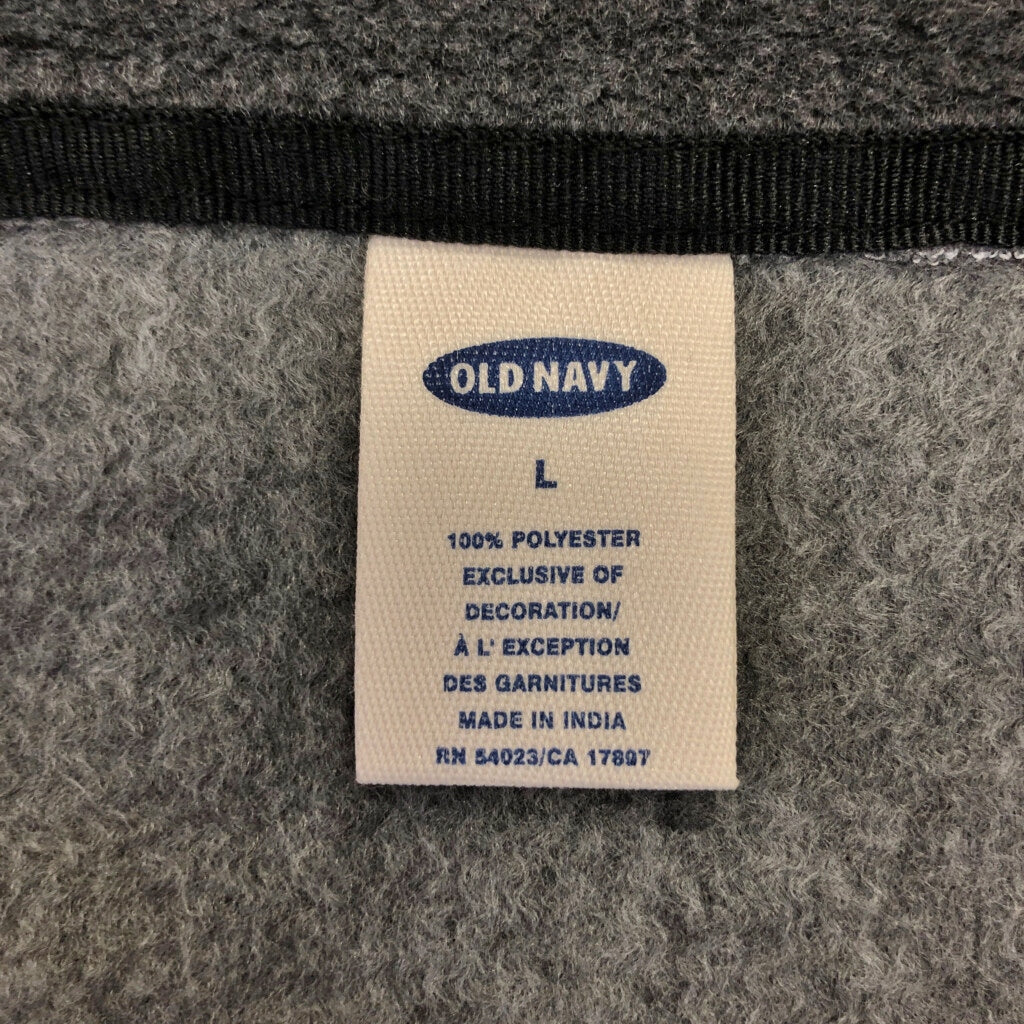 OLD NAVY
L
100% POLYESTER
EXCLUSIVE OF
DECORATION/
À L' EXCEPTION
DES GARNITURES
MADE IN INDIA
RN 54023/CA 17897